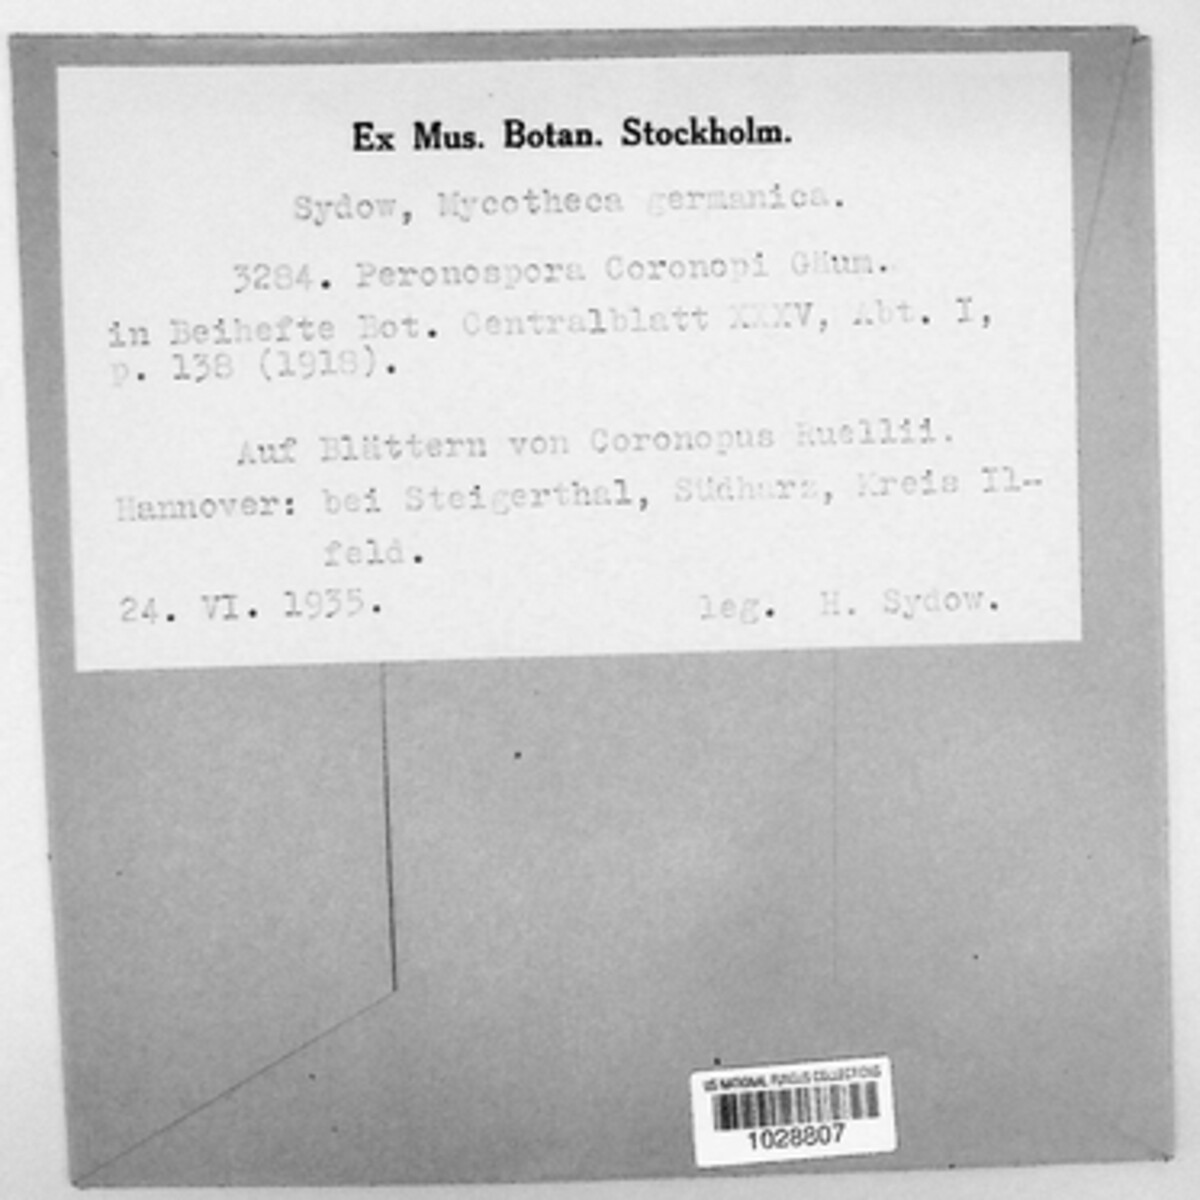 Ex Mus. Botan. Stockholm.
Sydow, Mycotheca germanica.
3284. Peronospora Coronopi Gäum.
in Beihefte Bot. Centralblatt XXXV, Abt. I,
p. 138 (1918).
Auf Blättern von Coronopus Ruellii.
Hannover: bei Steigerthal, Südharz, Kreis Il-
feld.
24. VI. 1935. leg. H. Sydow.
US NATIONAL FUNGUS COLLECTIONS
1028807